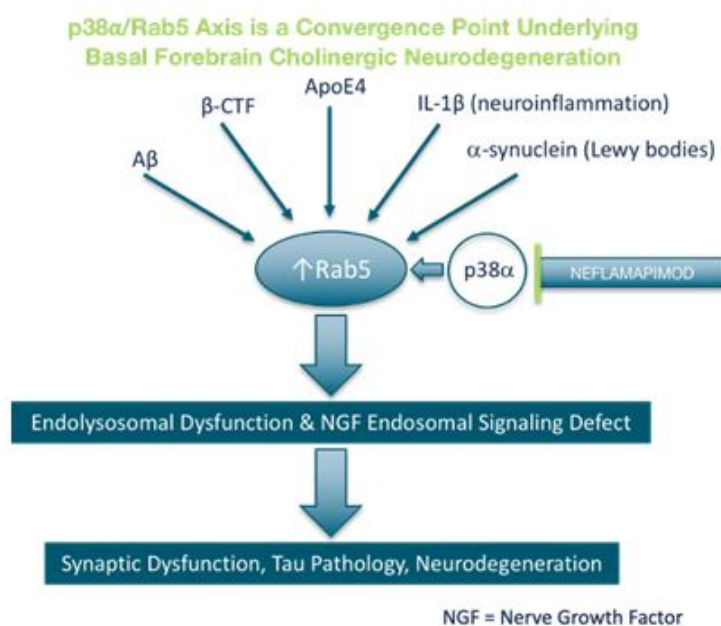 p38α/Rab5 Axis is a Convergence Point Underlying
Basal Forebrain Cholinergic Neurodegeneration
ApoE4
β-CTF
IL-1β (neuroinflammation)
Aβ
α-synuclein (Lewy bodies)
↑Rab5
p38α
NEFLAMAPIMOD
Endolysosomal Dysfunction & NGF Endosomal Signaling Defect
Synaptic Dysfunction, Tau Pathology, Neurodegeneration
NGF = Nerve Growth Factor